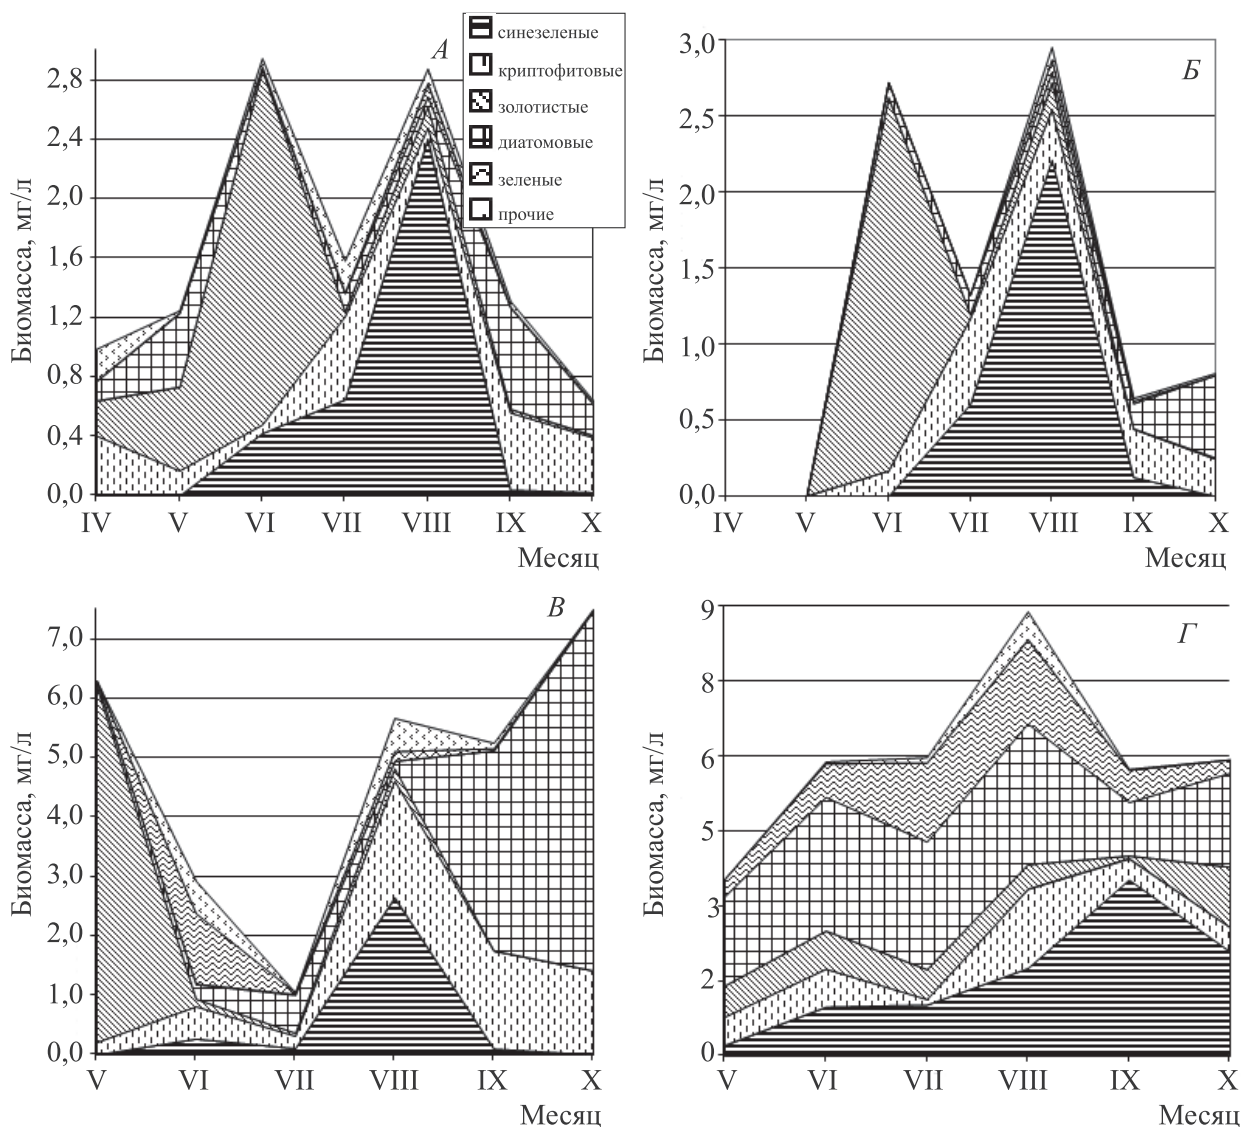 А
синезеленые
криптофитовые
золотистые
диатомовые
зеленые
прочие
Биомасса, мг/л
2,8
2,4
2,0
1,6
1,2
0,8
0,4
0,0
IV V VI VII VIII IX X
Месяц
Б
Биомасса, мг/л
3,0
2,5
2,0
1,5
1,0
0,5
0,0
IV V VI VII VIII IX X
Месяц
В
Биомасса, мг/л
7,0
6,0
5,0
4,0
3,0
2,0
1,0
0,0
V VI VII VIII IX X
Месяц
Г
Биомасса, мг/л
9
8
6
5
3
2
0
V VI VII VIII IX X
Месяц